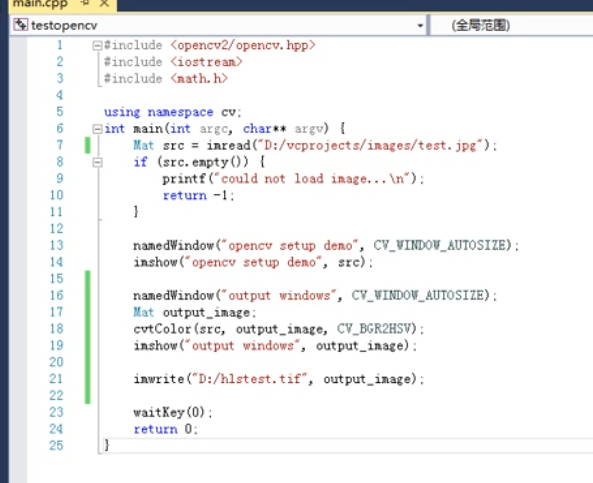 main.cpp
testopencv (全局范围)
1 #include <opencv2/opencv.hpp>
2 #include <iostream>
3 #include <math.h>
4
5 using namespace cv;
6 int main(int argc, char** argv) {
7 Mat src = imread("D:/vcprojects/images/test.jpg");
8 if (src.empty()) {
9 printf("could not load image...\n");
10 return -1;
11 }
12
13 namedWindow("opencv setup demo", CV_WINDOW_AUTOSIZE);
14 imshow("opencv setup demo", src);
15
16 namedWindow("output windows", CV_WINDOW_AUTOSIZE);
17 Mat output_image;
18 cvtColor(src, output_image, CV_BGR2HSV);
19 imshow("output windows", output_image);
20
21 imwrite("D:/hlstest.tif", output_image);
22
23 waitKey(0);
24 return 0;
25 }